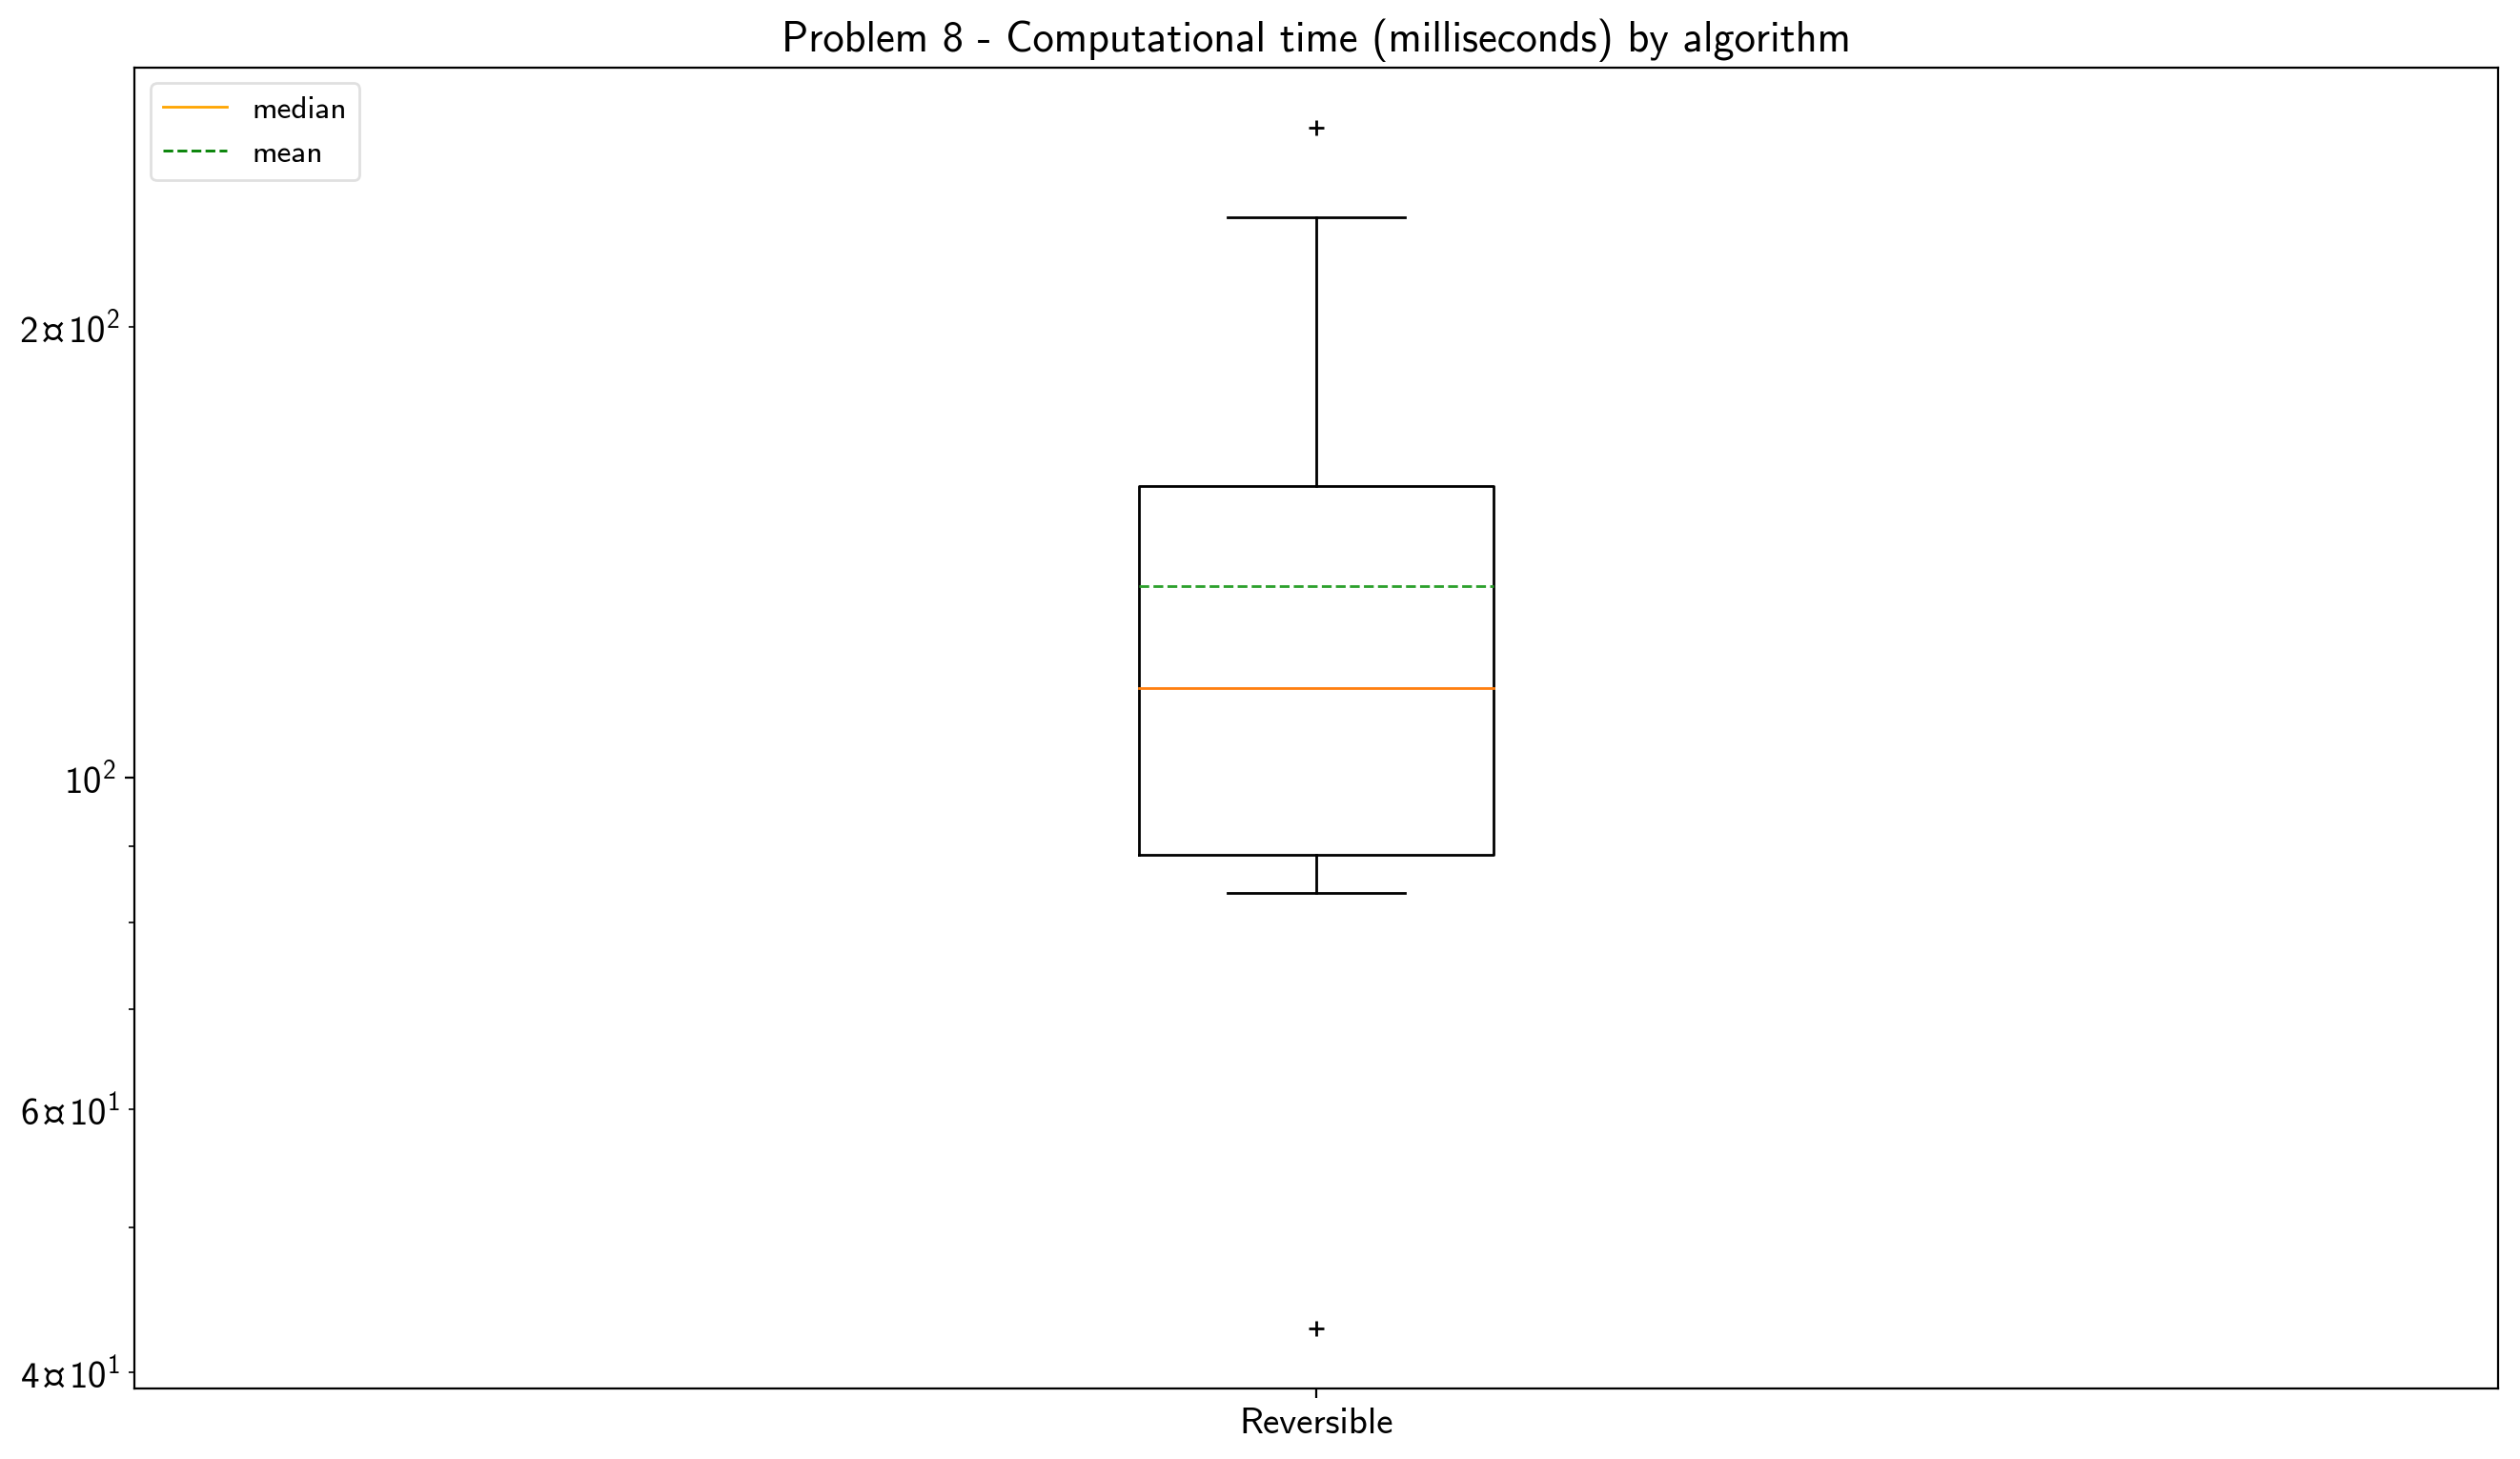 Problem 8 - Computational time (milliseconds) by algorithm
median
mean
2¤10²
10²
6¤10¹
4¤10¹
Reversible